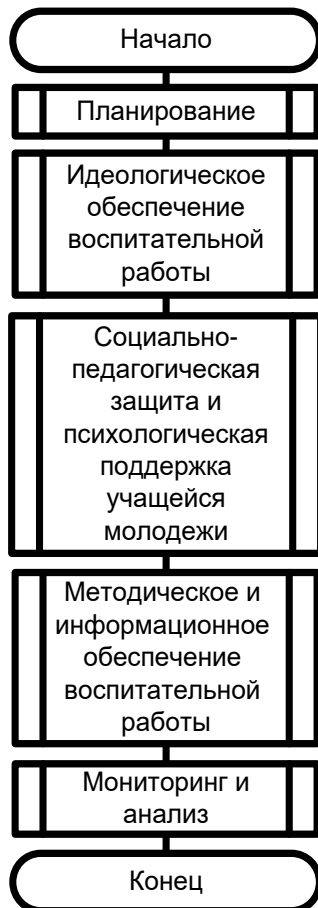 Начало
Планирование
Идеологическое
обеспечение
воспитательной
работы
Социально-
педагогическая
защита и
психологическая
поддержка
учащейся
молодежи
Методическое и
информационное
обеспечение
воспитательной
работы
Мониторинг и
анализ
Конец